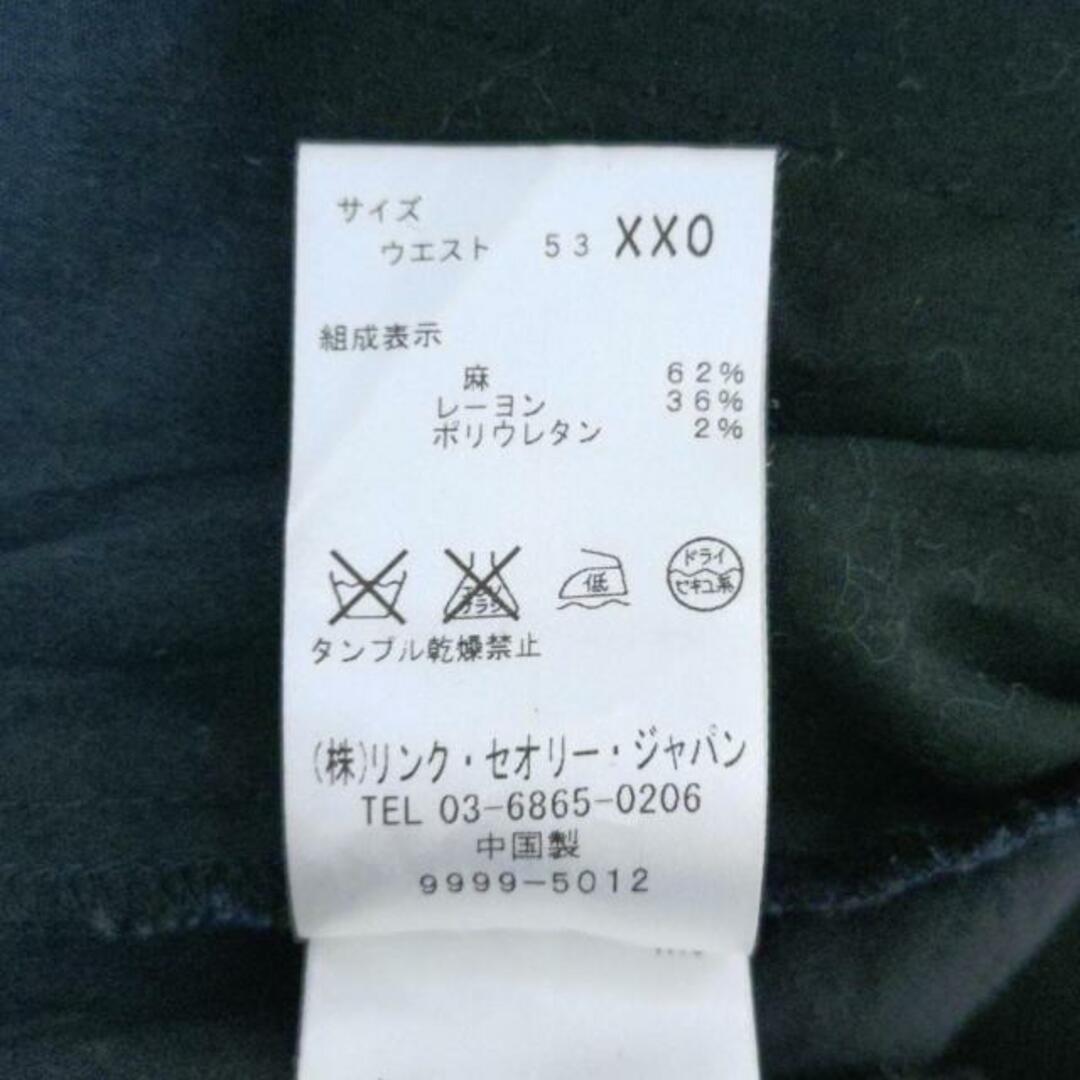 サイズ
ウエスト 53 XXO
組成表示
麻 62%
レーヨン 36%
ポリウレタン 2%
低
ドライ
セキユ系
タンブル乾燥禁止
(株)リンク・セオリー・ジャパン
TEL 03-6865-0206
中国製
9999-5012